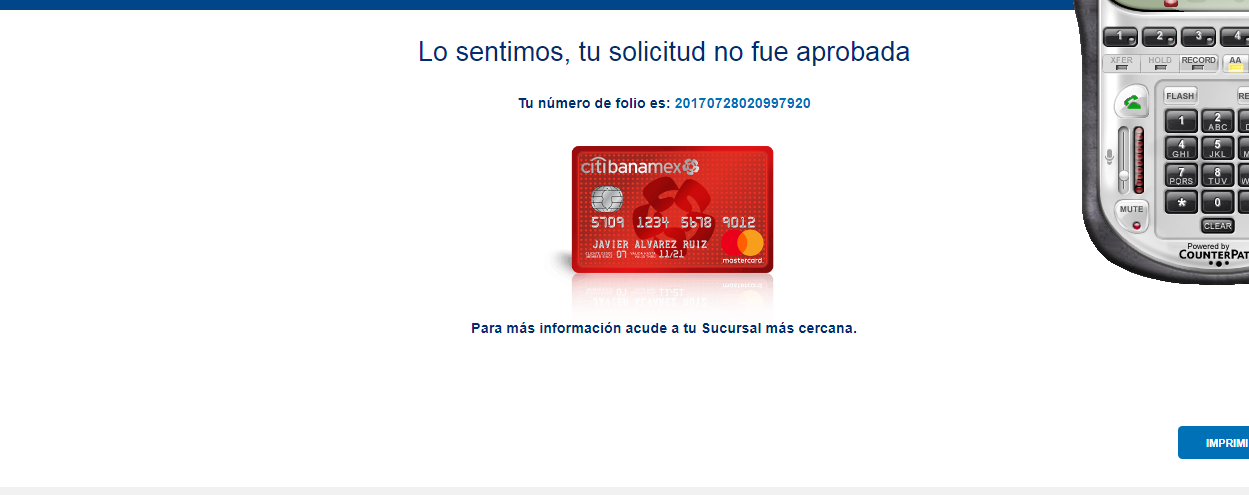 Lo sentimos, tu solicitud no fue aprobada
Tu número de folio es: 20170728020997920
citibanamex
5709 1234 5678 9012
JAVIER ALVAREZ RUIZ
07 11/21
mastercard
Para más información acude a tu Sucursal más cercana.
IMPRIMI
1 2 3 4
XFER HOLD RECORD AA
FLASH RE
1 2 ABC
4 GHI 5 JKL
7 PQRS 8 TUV W
* 0
MUTE
CLEAR
Powered by
COUNTERPAT